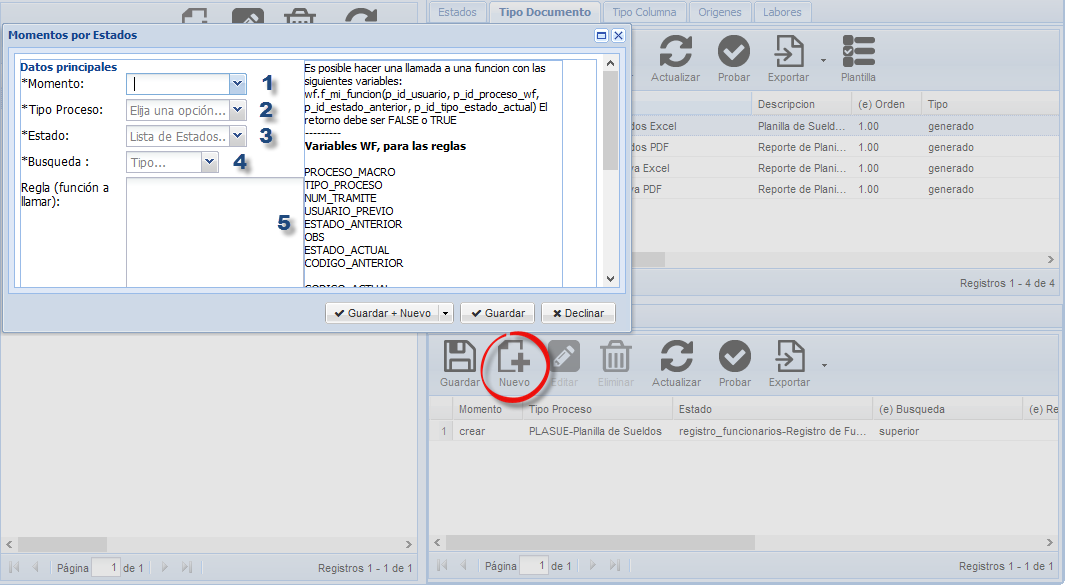 Estados
Tipo Documento
Tipo Columna
Origenes
Labores
Momentos por Estados
Datos principales
*Momento:
1
*Tipo Proceso:
Elija una opción...
2
*Estado:
Lista de Estados..
3
*Busqueda :
Tipo...
4
Regla (función a
llamar):
5
Es posible hacer una llamada a una funcion con las
siguientes variables:
wf.f_mi_funcion(p_id_usuario, p_id_proceso_wf,
p_id_estado_anterior, p_id_tipo_estado_actual) El
retorno debe ser FALSE o TRUE
---------
Variables WF, para las reglas
PROCESO_MACRO
TIPO_PROCESO
NUM_TRAMITE
USUARIO_PREVIO
ESTADO_ANTERIOR
OBS
ESTADO_ACTUAL
CODIGO_ANTERIOR
CODIGO_ACTUAL
Guardar + Nuevo
Guardar
Declinar
Actualizar
Probar
Exportar
Plantilla
Descripcion
(e) Orden
Tipo
dos Excel
Planilla de Sueld...
1.00
generado
dos PDF
Reporte de Plani...
1.00
generado
va Excel
Reporte de Plani...
1.00
generado
va PDF
Reporte de Plani...
1.00
generado
Registros 1 - 4 de 4
Guardar
Nuevo
Editar
Eliminar
Actualizar
Probar
Exportar
Momento
Tipo Proceso
Estado
(e) Busqueda
(e) Re
1
crear
PLASUE-Planilla de Sueldos
registro_funcionarios-Registro de Fu...
superior
Página 1 de 1
Registros 1 - 1 de 1
Página 1 de 1
Registros 1 - 1 de 1